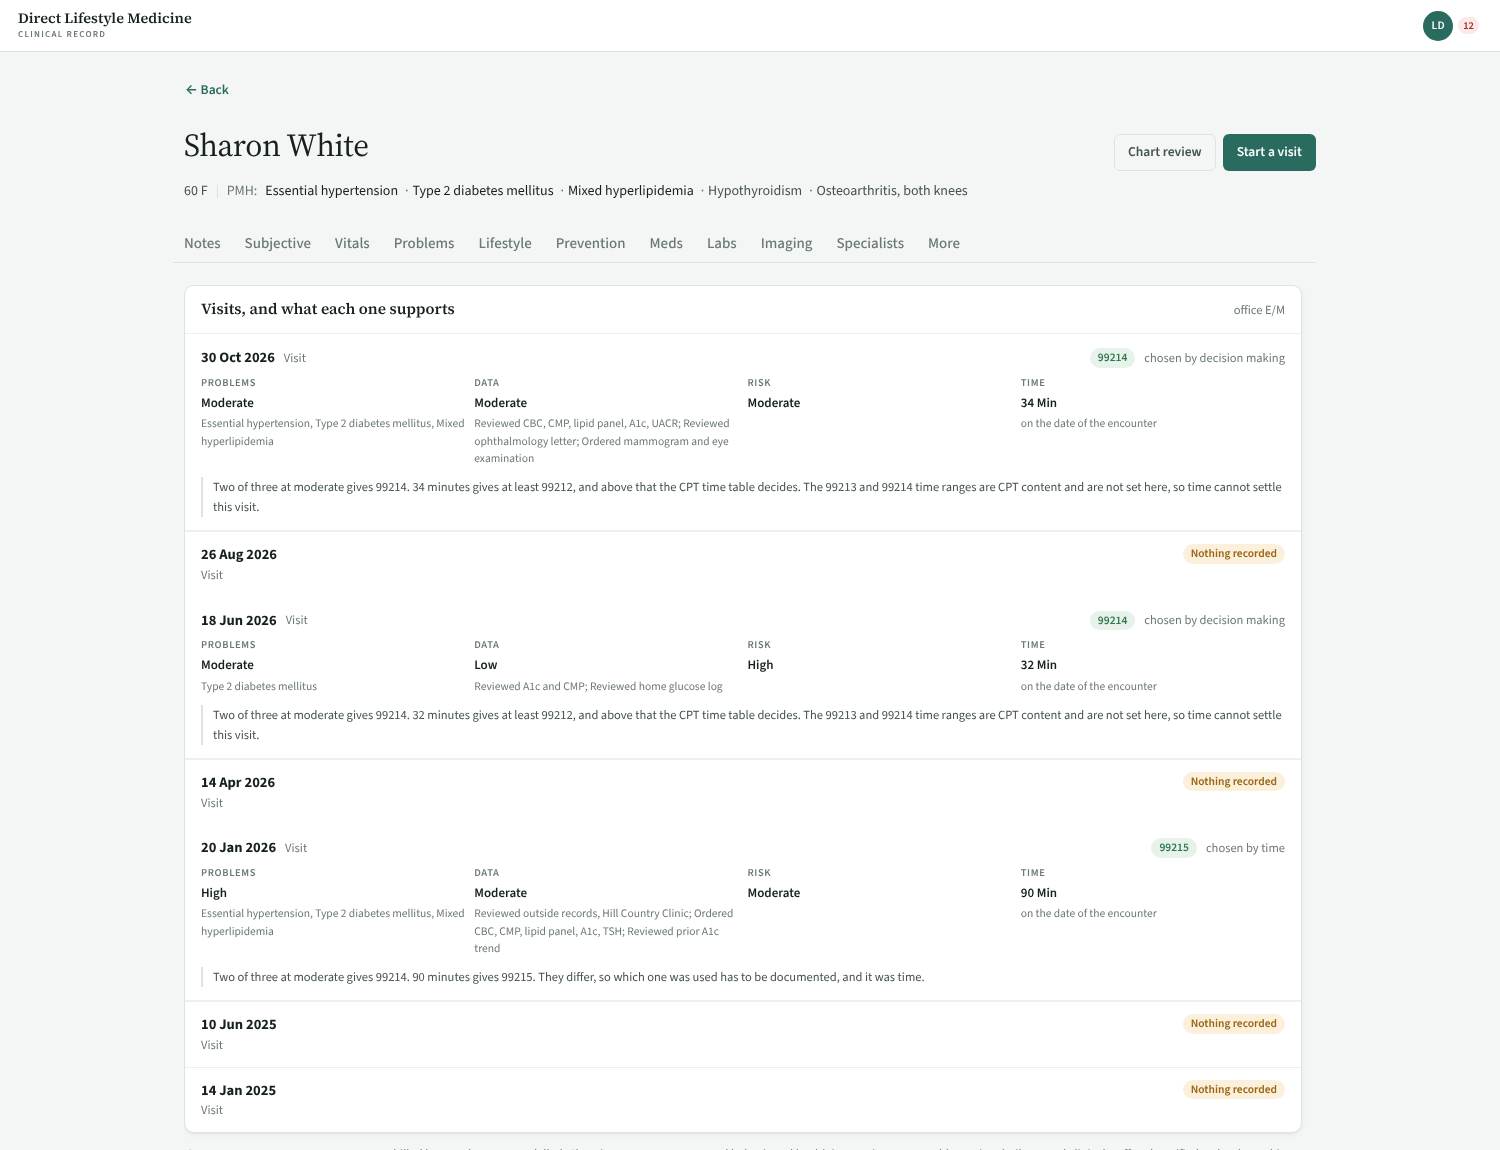 Direct Lifestyle Medicine
CLINICAL RECORD
LD
12
← Back
Sharon White
Chart review
Start a visit
60 F | PMH: Essential hypertension · Type 2 diabetes mellitus · Mixed hyperlipidemia · Hypothyroidism · Osteoarthritis, both knees
Notes Subjective Vitals Problems Lifestyle Prevention Meds Labs Imaging Specialists More
Visits, and what each one supports
office E/M
30 Oct 2026 Visit
99214 chosen by decision making
PROBLEMS
Moderate
Essential hypertension, Type 2 diabetes mellitus, Mixed
hyperlipidemia
DATA
Moderate
Reviewed CBC, CMP, lipid panel, A1c, UACR; Reviewed
ophthalmology letter; Ordered mammogram and eye
examination
RISK
Moderate
TIME
34 Min
on the date of the encounter
Two of three at moderate gives 99214. 34 minutes gives at least 99212, and above that the CPT time table decides. The 99213 and 99214 time ranges are CPT content and are not set here, so time cannot settle
this visit.
26 Aug 2026
Nothing recorded
Visit
18 Jun 2026 Visit
99214 chosen by decision making
PROBLEMS
Moderate
Type 2 diabetes mellitus
DATA
Low
Reviewed A1c and CMP; Reviewed home glucose log
RISK
High
TIME
32 Min
on the date of the encounter
Two of three at moderate gives 99214. 32 minutes gives at least 99212, and above that the CPT time table decides. The 99213 and 99214 time ranges are CPT content and are not set here, so time cannot settle
this visit.
14 Apr 2026
Nothing recorded
Visit
20 Jan 2026 Visit
99215 chosen by time
PROBLEMS
High
Essential hypertension, Type 2 diabetes mellitus, Mixed
hyperlipidemia
DATA
Moderate
Reviewed outside records, Hill Country Clinic; Ordered
CBC, CMP, lipid panel, A1c, TSH; Reviewed prior A1c
trend
RISK
Moderate
TIME
90 Min
on the date of the encounter
Two of three at moderate gives 99214. 90 minutes gives 99215. They differ, so which one was used has to be documented, and it was time.
10 Jun 2025
Nothing recorded
Visit
14 Jan 2025
Nothing recorded
Visit